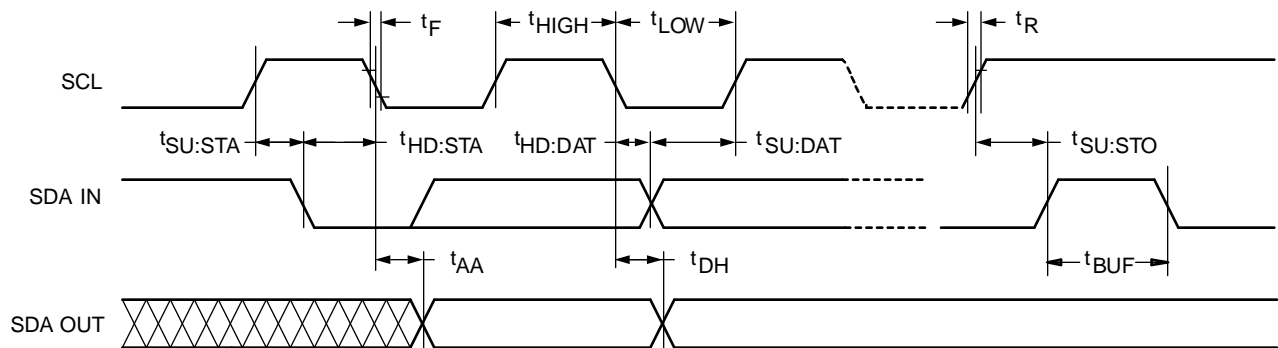 tF tHIGH tLOW tR
SCL
tSU:STA tHD:STA tHD:DAT tSU:DAT tSU:STO
SDA IN
tAA tDH tBUF
SDA OUT